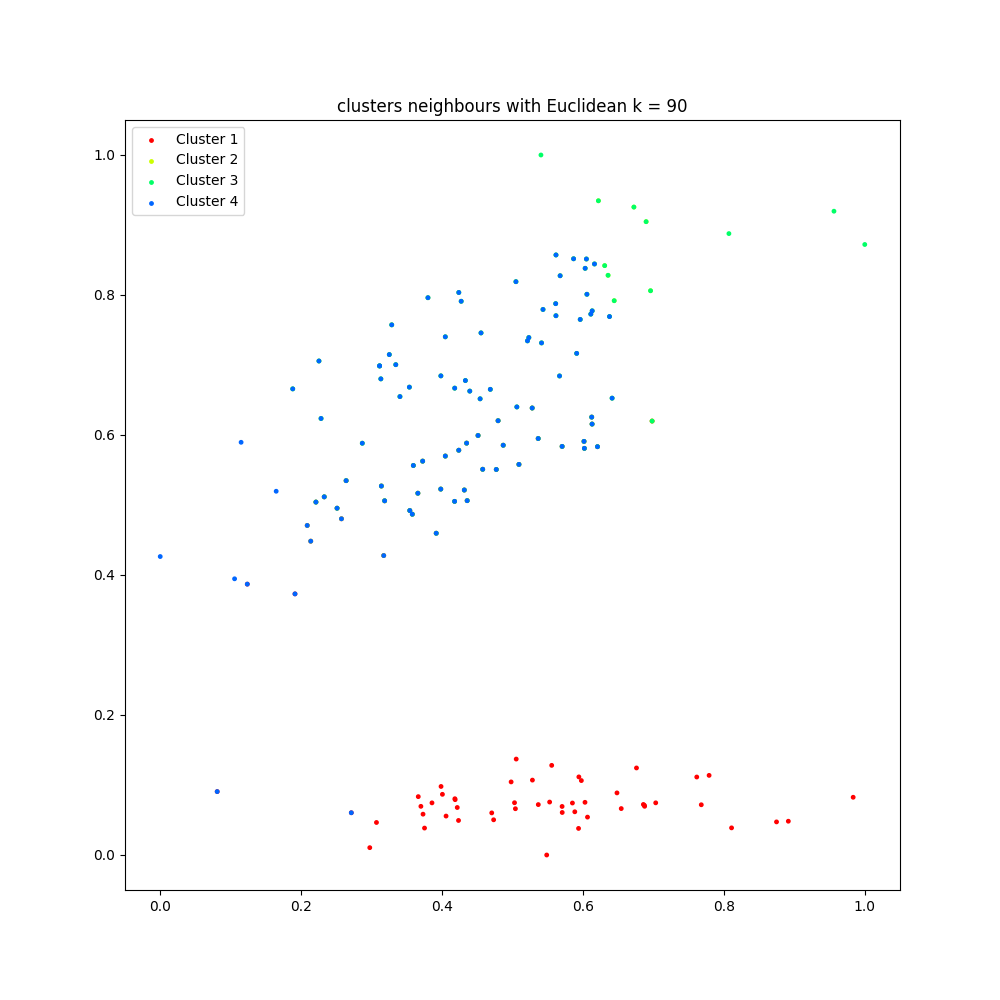 clusters neighbours with Euclidean k = 90
Cluster 1
Cluster 2
Cluster 3
Cluster 4
1.0
0.8
0.6
0.4
0.2
0.0
0.0 0.2 0.4 0.6 0.8 1.0